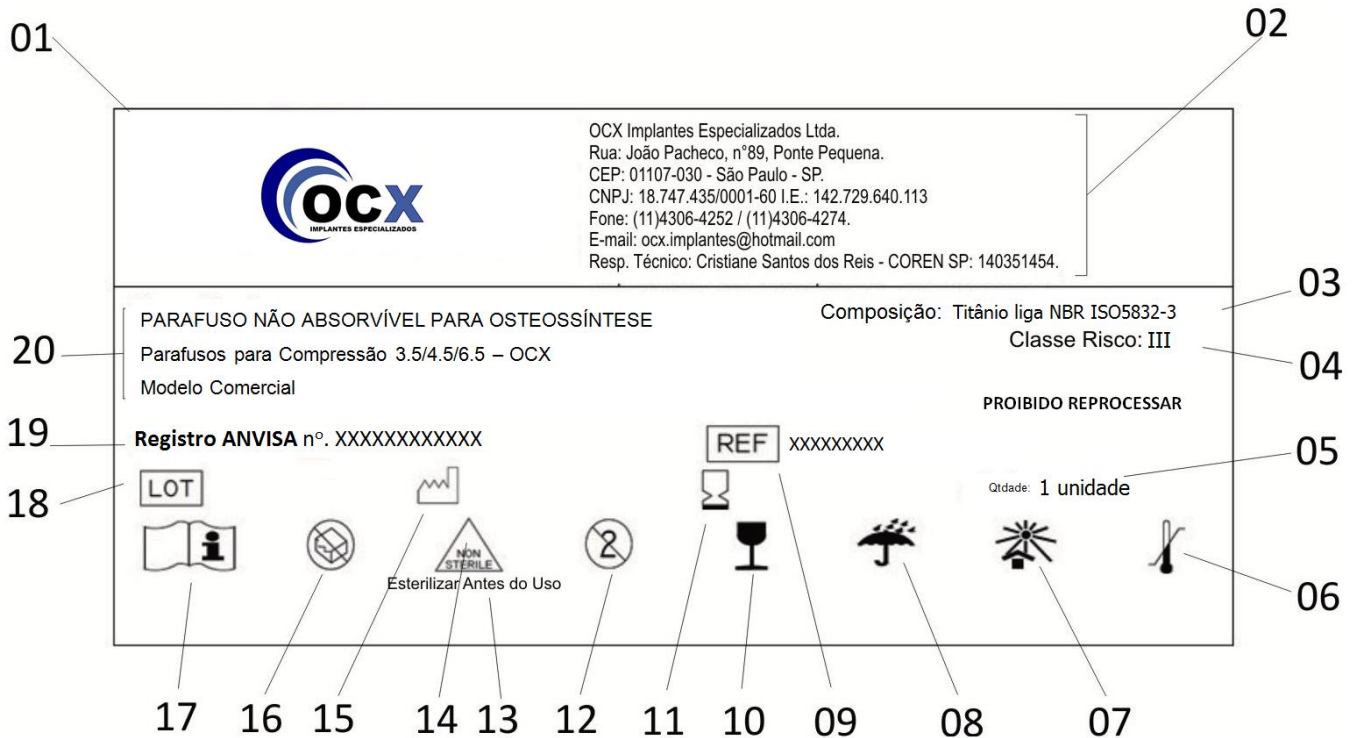 01
02
OCX
IMPLANTES ESPECIALIZADOS
OCX Implantes Especializados Ltda.
Rua: João Pacheco, n°89, Ponte Pequena.
CEP: 01107-030 - São Paulo - SP.
CNPJ: 18.747.435/0001-60 I.E.: 142.729.640.113
Fone: (11)4306-4252 / (11)4306-4274.
E-mail: ocx.implantes@hotmail.com
Resp. Técnico: Cristiane Santos dos Reis - COREN SP: 140351454.
03
Composição: Titânio liga NBR ISO5832-3
Classe Risco: III
04
20
PARAFUSO NÃO ABSORVÍVEL PARA OSTEOSSÍNTESE
Parafusos para Compressão 3.5/4.5/6.5 – OCX
Modelo Comercial
PROIBIDO REPROCESSAR
19
Registro ANVISA nº. XXXXXXXXXXXX
REF XXXXXXXXX
05
18
LOT
Qtdade: 1 unidade
NON
STERILE
2
Esterilizar Antes do Uso
06
17 16 15 14 13 12 11 10 09 08 07